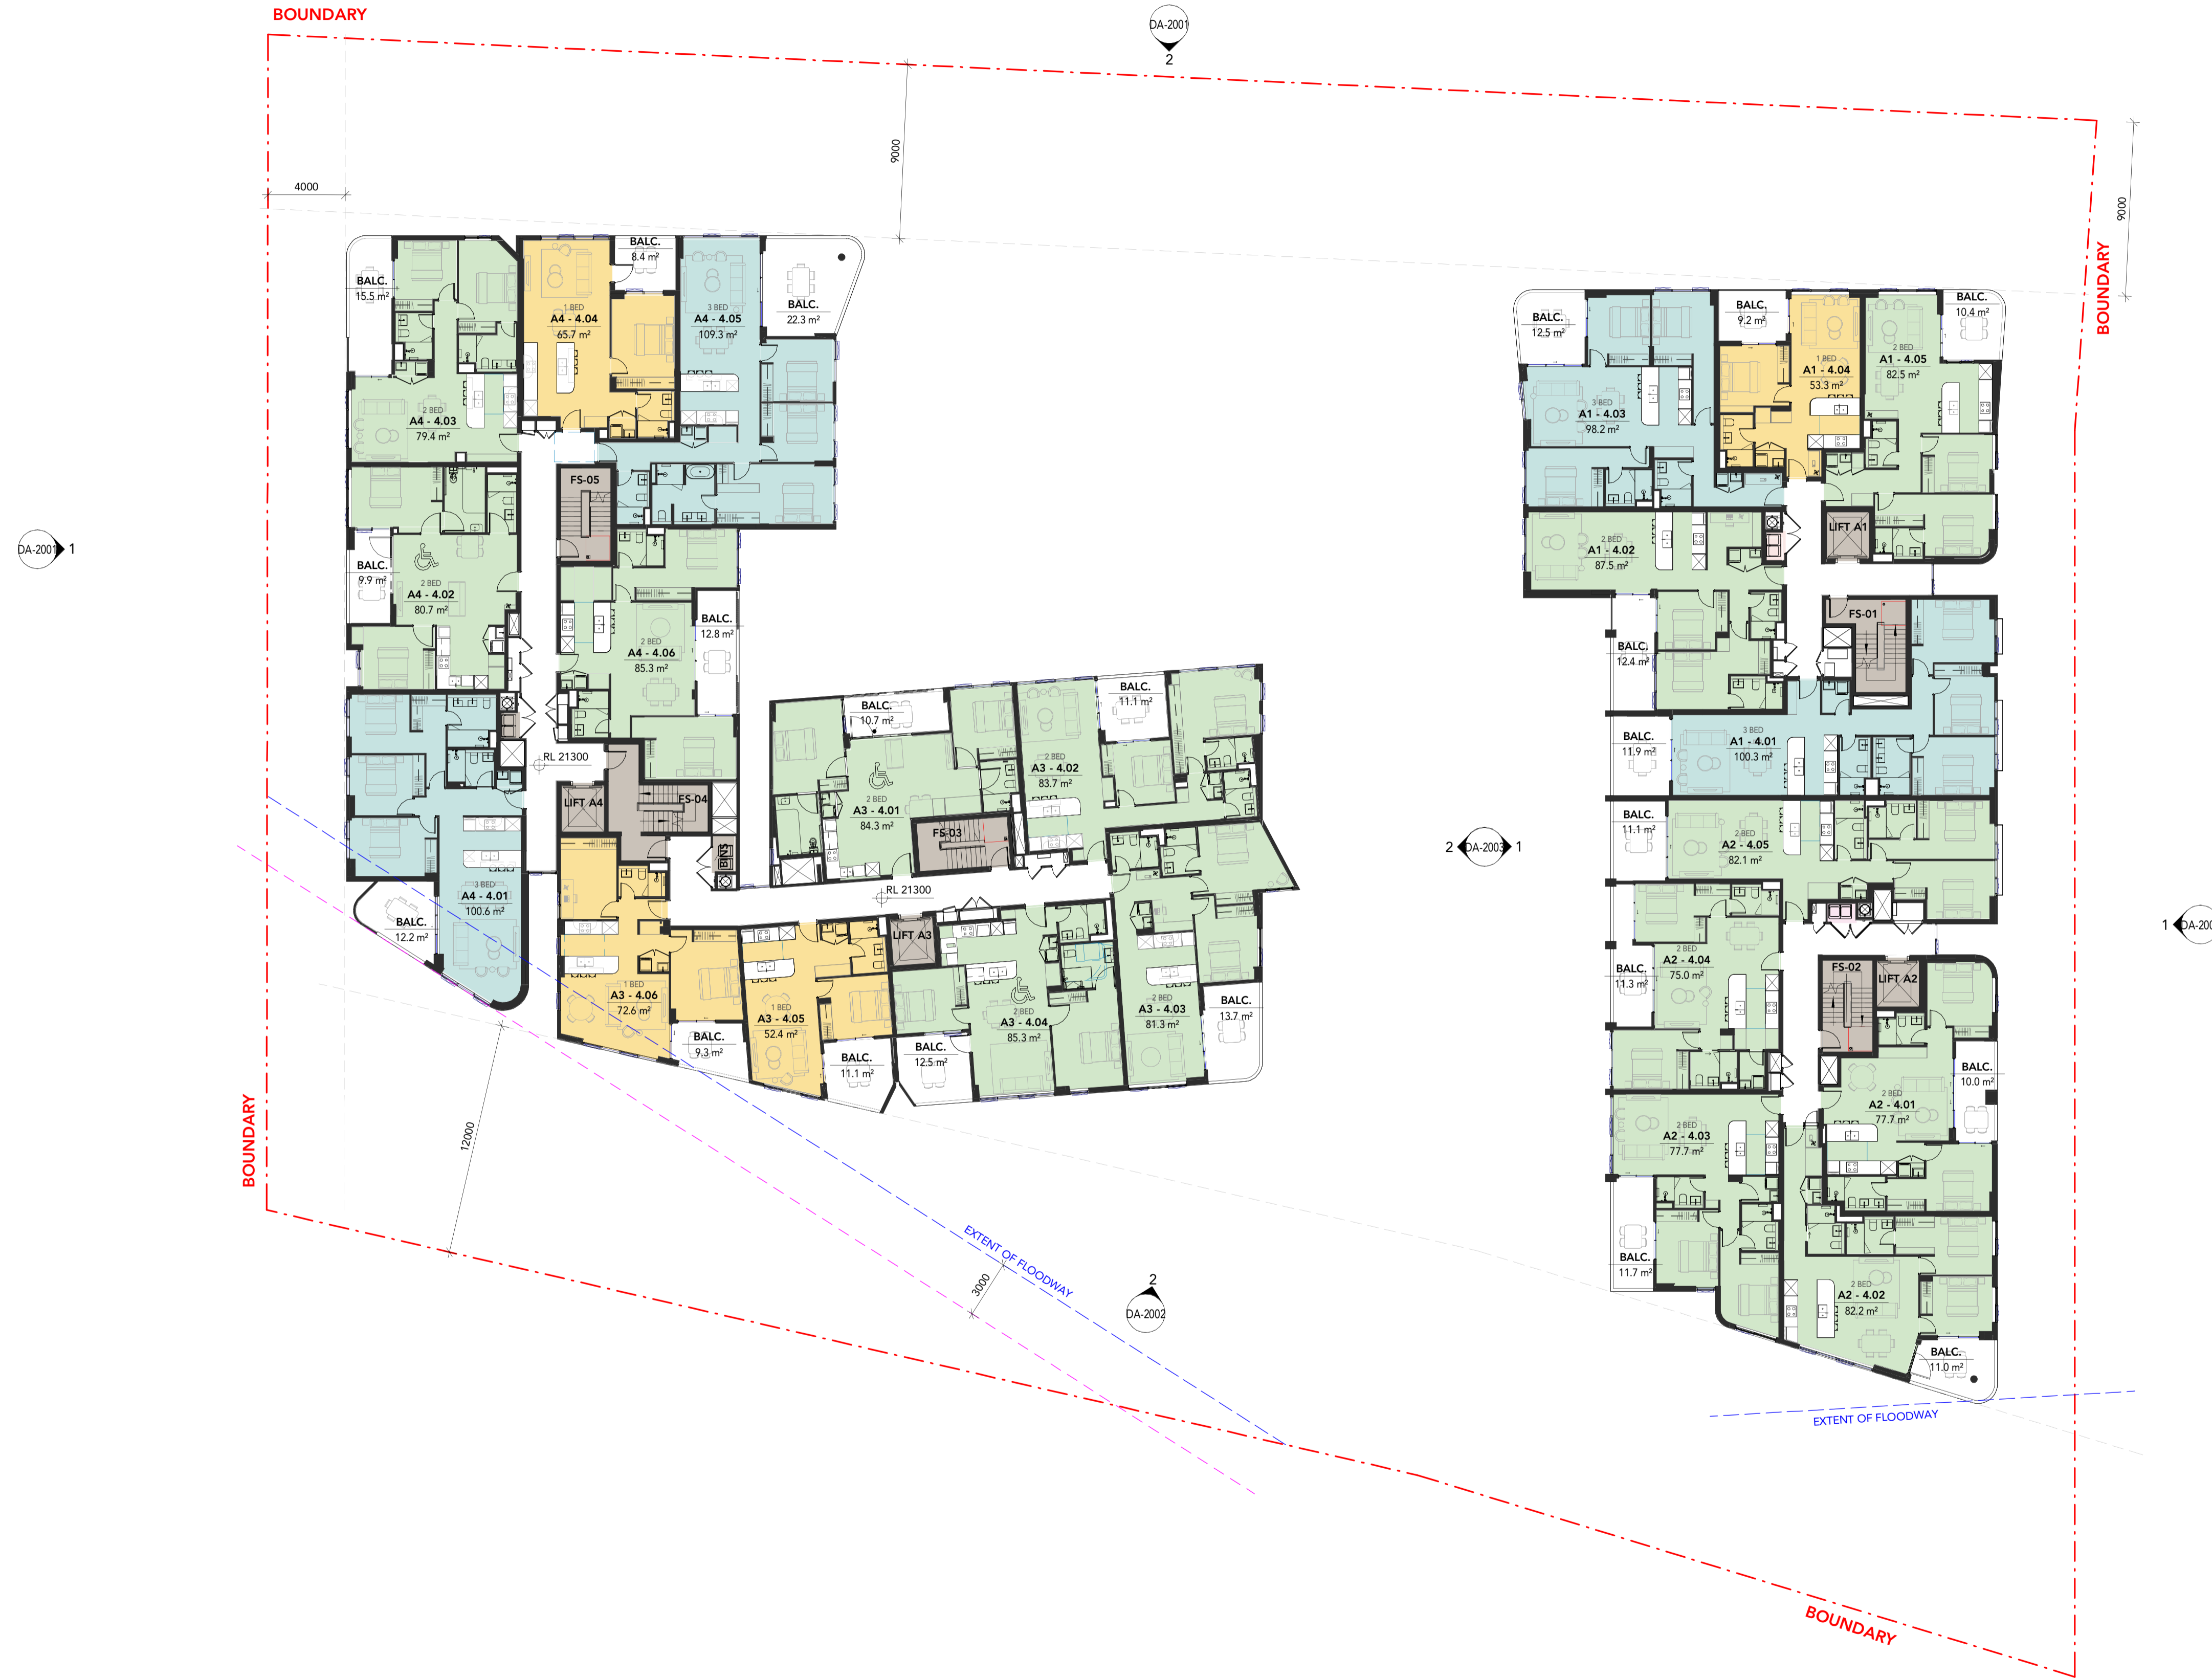 BOUNDARY
DA-2001
2
9000
4000
9000
BOUNDARY
DA-2001
1
BALC.
15.5 m²
1 BED
A4 - 4.04
65.7 m²
BALC.
8.4 m²
3 BED
A4 - 4.05
109.3 m²
BALC.
22.3 m²
2 BED
A4 - 4.03
79.4 m²
FS-05
BALC.
9.9 m²
2 BED
A4 - 4.02
80.7 m²
2 BED
A4 - 4.06
85.3 m²
BALC.
12.8 m²
RL 21300
LIFT A4
FS-04
BINS
3 BED
A4 - 4.01
100.6 m²
BALC.
12.2 m²
BALC.
10.7 m²
2 BED
A3 - 4.01
84.3 m²
FS-03
2 BED
A3 - 4.02
83.7 m²
BALC.
11.1 m²
RL 21300
LIFT A3
1 BED
A3 - 4.06
72.6 m²
BALC.
9.3 m²
1 BED
A3 - 4.05
52.4 m²
BALC.
11.1 m²
BALC.
12.5 m²
2 BED
A3 - 4.04
85.3 m²
2 BED
A3 - 4.03
81.3 m²
BALC.
13.7 m²
BALC.
12.5 m²
3 BED
A1 - 4.03
98.2 m²
BALC.
9.2 m²
1 BED
A1 - 4.04
53.3 m²
2 BED
A1 - 4.05
82.5 m²
BALC.
10.4 m²
2 BED
A1 - 4.02
87.5 m²
LIFT A1
FS-01
BALC.
12.4 m²
BALC.
11.9 m²
3 BED
A1 - 4.01
100.3 m²
BALC.
11.1 m²
2 BED
A2 - 4.05
82.1 m²
2
DA-2003
1
1
DA-200
2 BED
A2 - 4.04
75.0 m²
BALC.
11.3 m²
FS-02
LIFT A2
BALC.
10.0 m²
2 BED
A2 - 4.01
77.7 m²
2 BED
A2 - 4.03
77.7 m²
BALC.
11.7 m²
2 BED
A2 - 4.02
82.2 m²
BALC.
11.0 m²
BOUNDARY
12000
EXTENT OF FLOODWAY
3000
2
DA-2002
EXTENT OF FLOODWAY
BOUNDARY